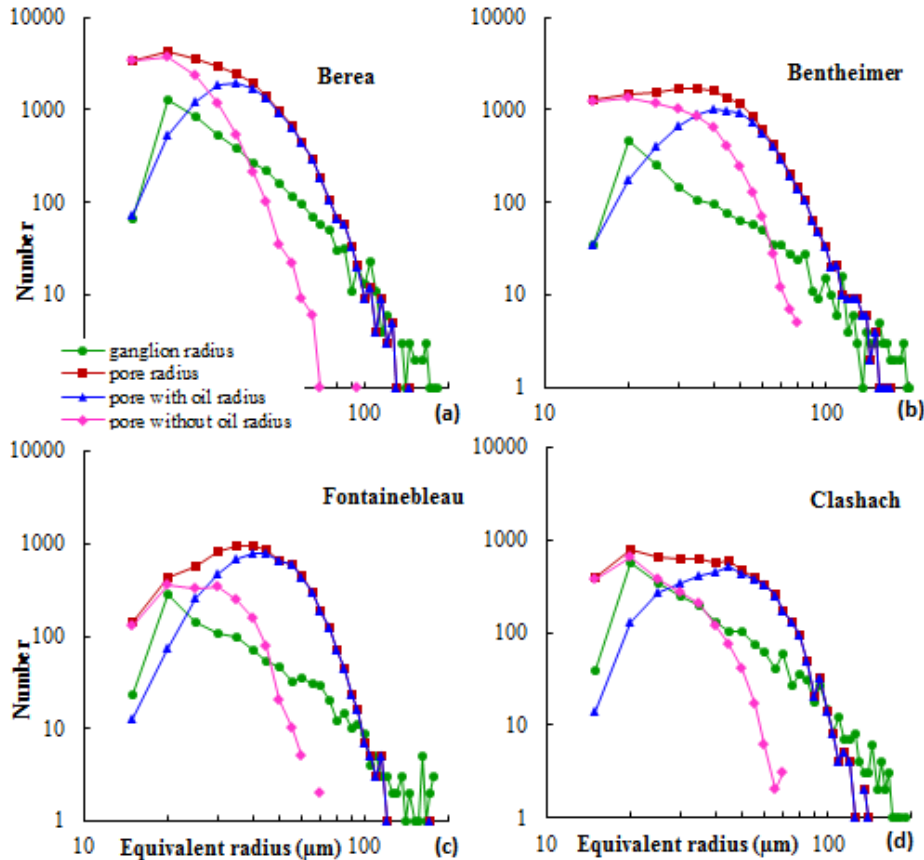 10000
1000
100
10
1
Number
Berea
ganglion radius
pore radius
pore with oil radius
pore without oil radius
100
(a)
10000
1000
100
10
1
Bentheimer
10
100
(b)
10000
1000
100
10
1
Number
Fontainebleau
10
100
Equivalent radius (μm)
(c)
10000
1000
100
10
1
Clashach
10
100
Equivalent radius (μm)
(d)